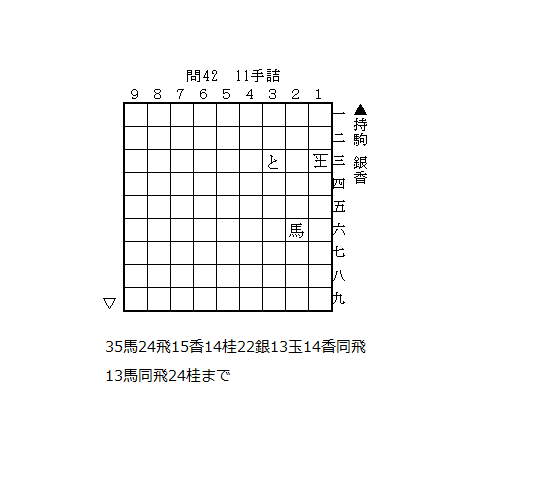 問42 11手詰
9 8 7 6 5 4 3 2 1
一
▲持駒 銀香
二
と 王 三
四
五
馬 六
七
八
▽ 九
35馬24飛15香14桂22銀13玉14香同飛
13馬同飛24桂まで